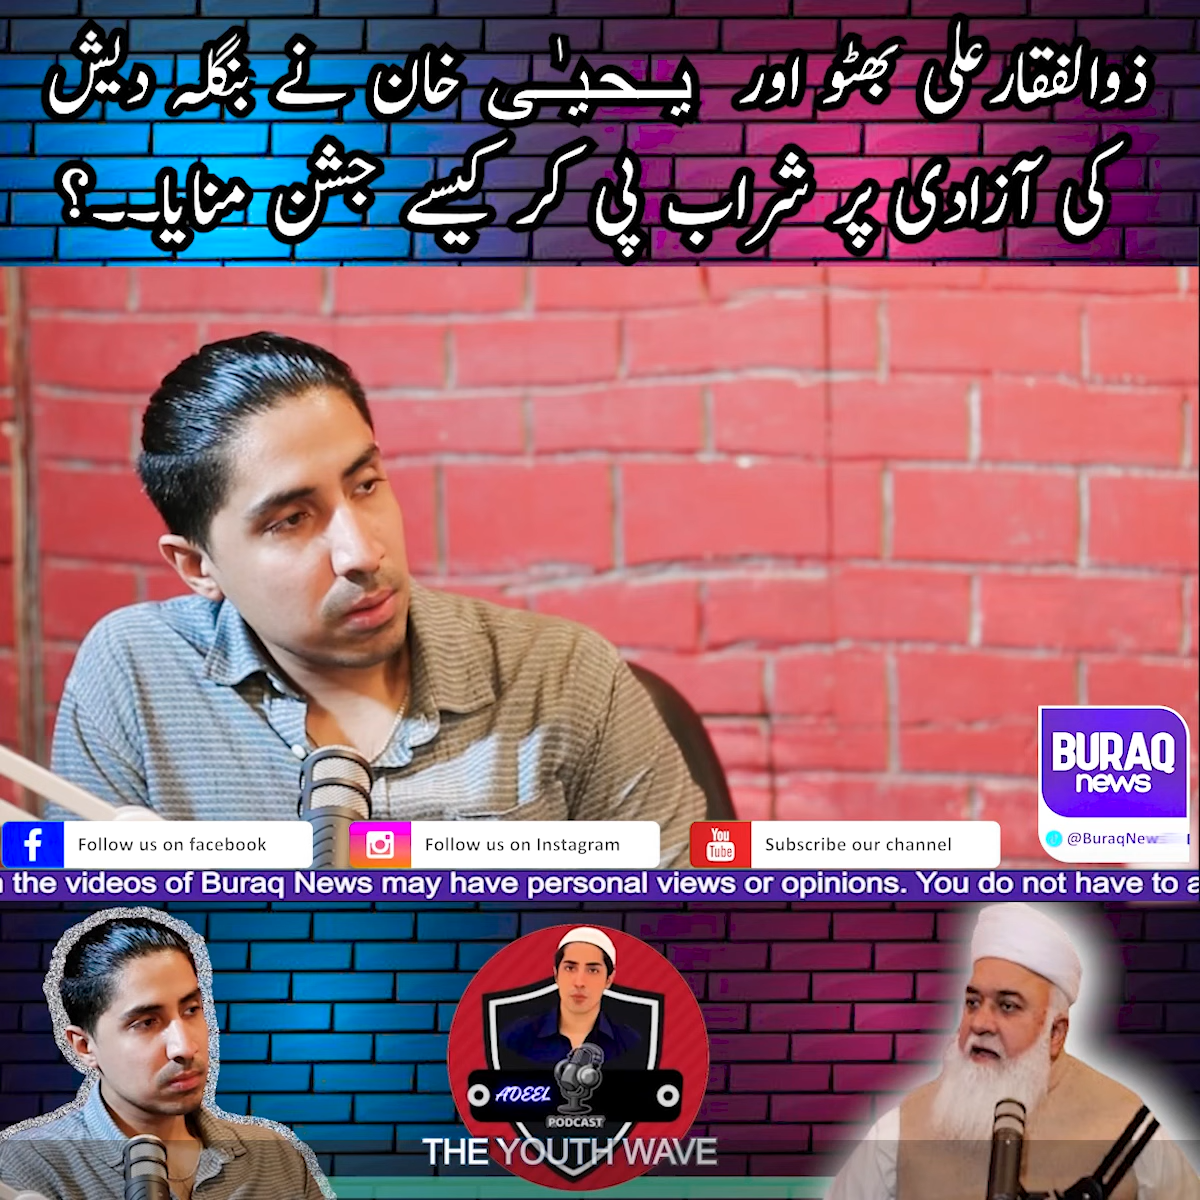 ذوالفقار علی بھٹو اور یحییٰ خان نے بنگلہ دیش
کی آزادی پر شراب پی کر کیسے جشن منایا۔۔؟
BURAQ
news
@BuraqNew
f
Follow us on facebook
Follow us on Instagram
You
Tube
Subscribe our channel
the videos of Buraq News may have personal views or opinions. You do not have to
ADEEL
PODCAST
THE YOUTH WAVE